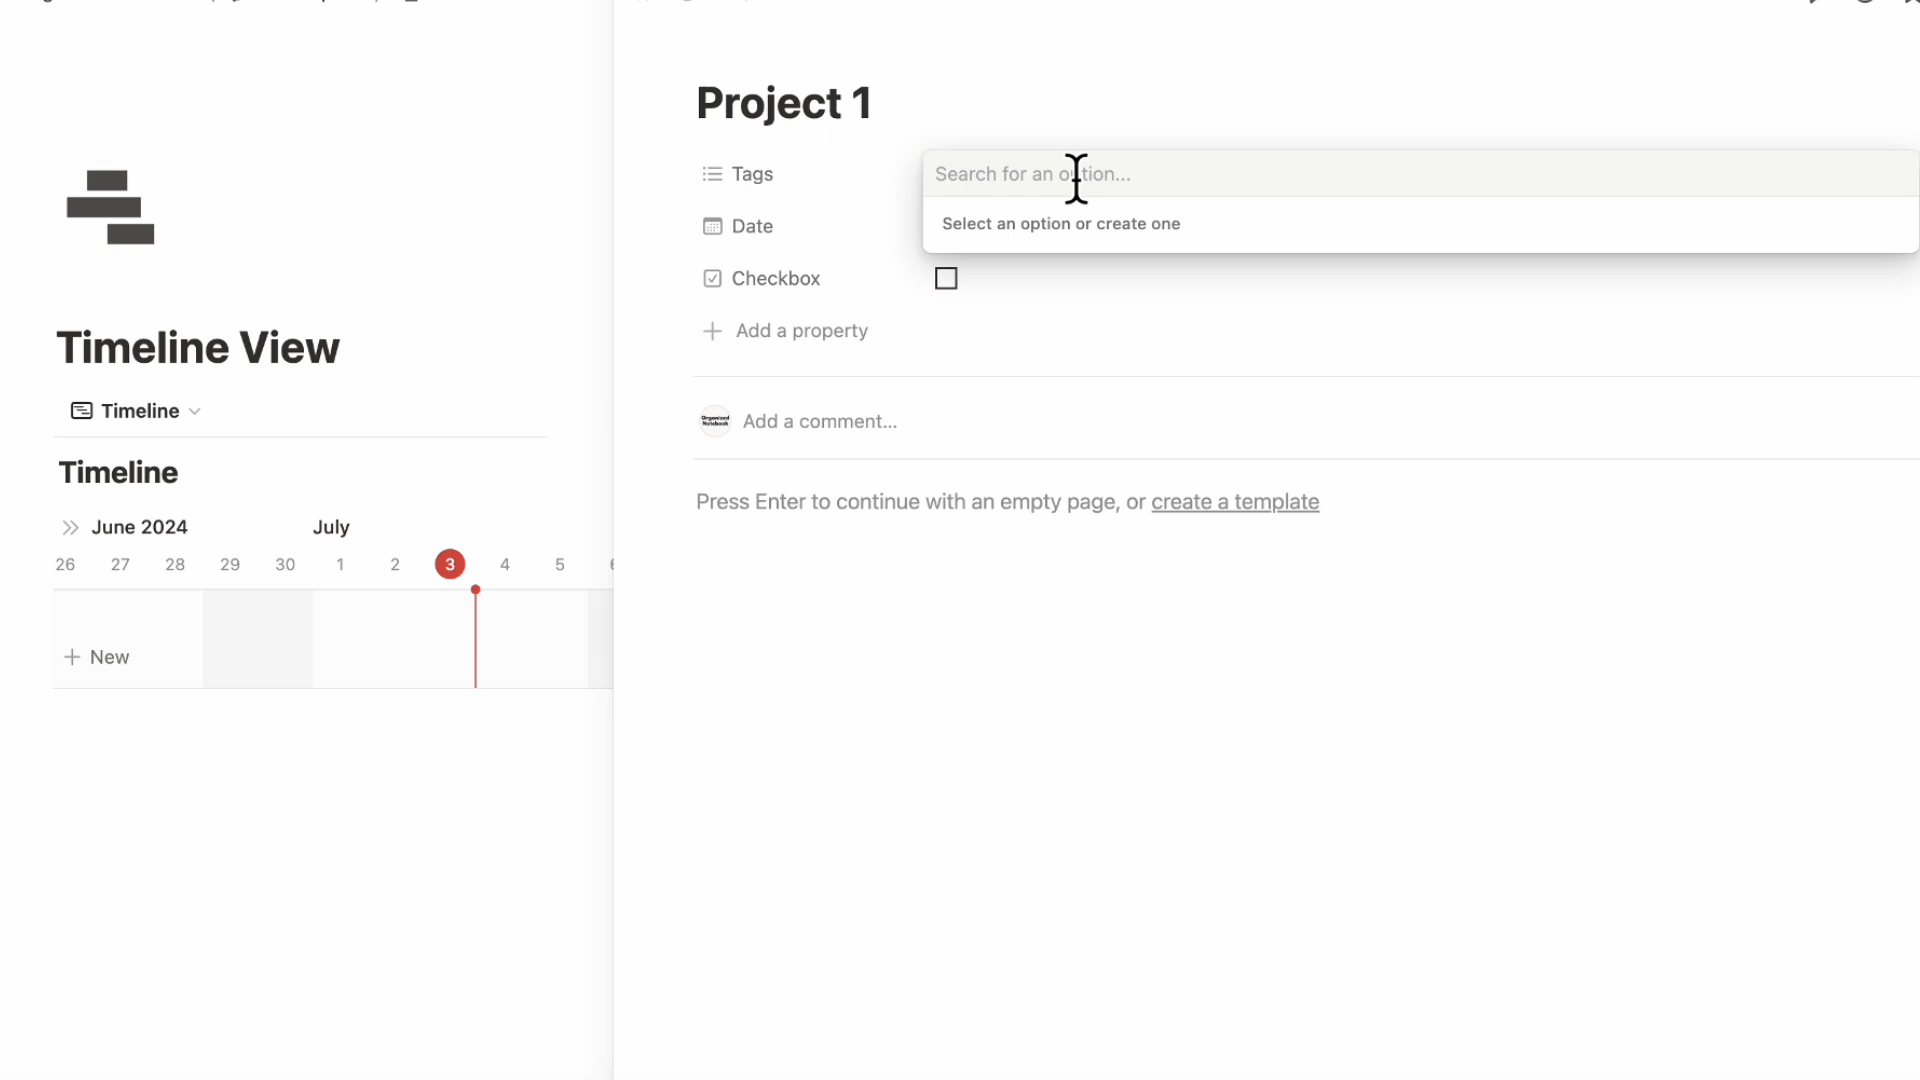 Project 1
Tags
Search for an option...
Select an option or create one
Date
Checkbox
Add a property
Organized
Notebook
Add a comment...
Press Enter to continue with an empty page, or create a template
Timeline View
Timeline
Timeline
June 2024 July
26 27 28 29 30 1 2 3 4 5
New